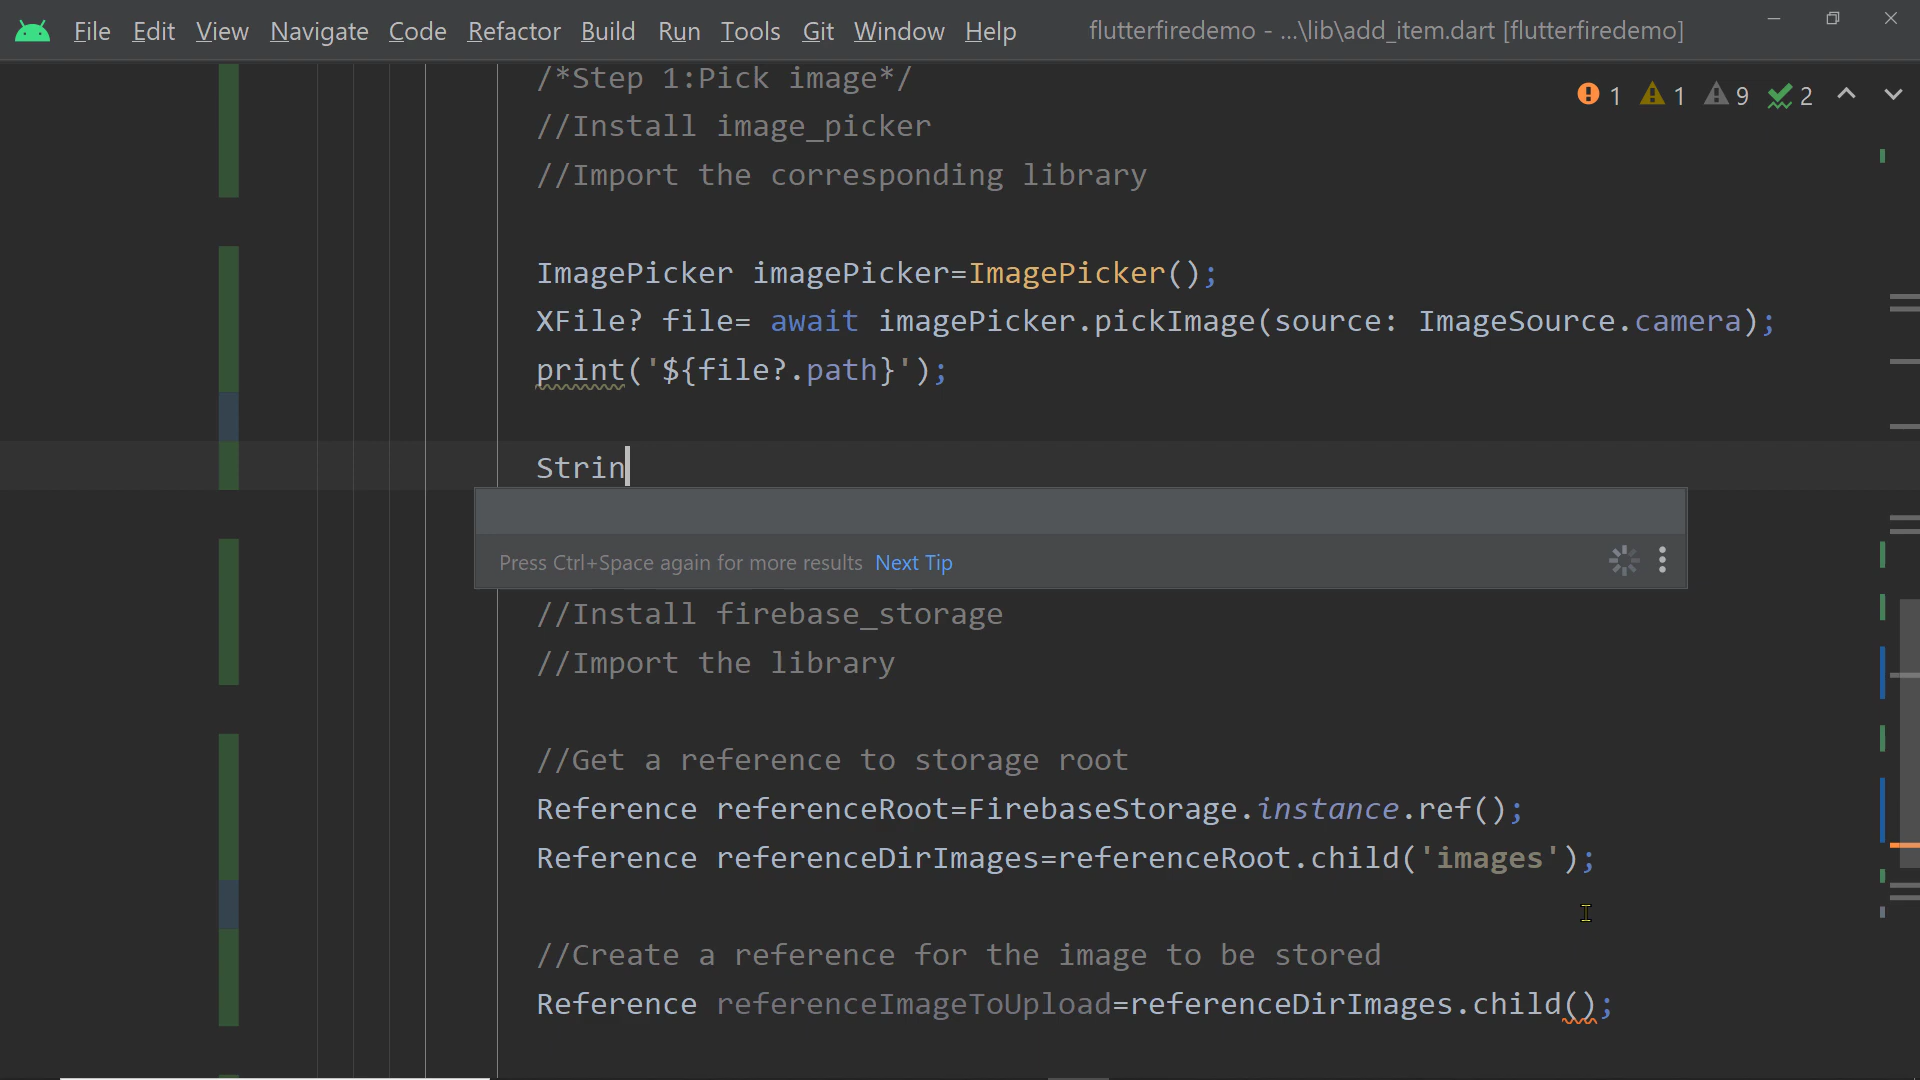 File Edit View Navigate Code Refactor Build Run Tools Git Window Help flutterfiredemo - ...\lib\add_item.dart [flutterfiredemo]
/*Step 1:Pick image*/
1 1 9 2
//Install image_picker
//Import the corresponding library
ImagePicker imagePicker=ImagePicker();
XFile? file= await imagePicker.pickImage(source: ImageSource.camera);
print('${file?.path}');
Strin
Press Ctrl+Space again for more results Next Tip
//Install firebase_storage
//Import the library
//Get a reference to storage root
Reference referenceRoot=FirebaseStorage.instance.ref();
Reference referenceDirImages=referenceRoot.child('images');
//Create a reference for the image to be stored
Reference referenceImageToUpload=referenceDirImages.child();